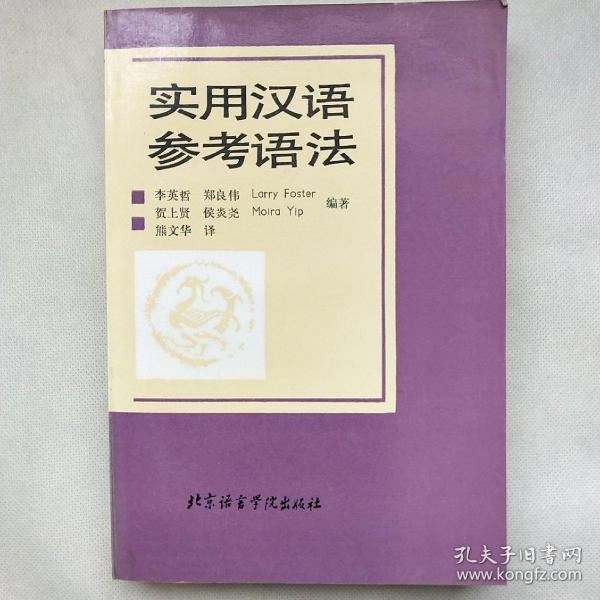 实用汉语
参考语法
李英哲 郑良伟 Larry Foster
贺上贤 侯炎尧 Moira Yip 编著
熊文华 译
北京语言学院出版社
孔夫子旧书网
www.kongfz.com